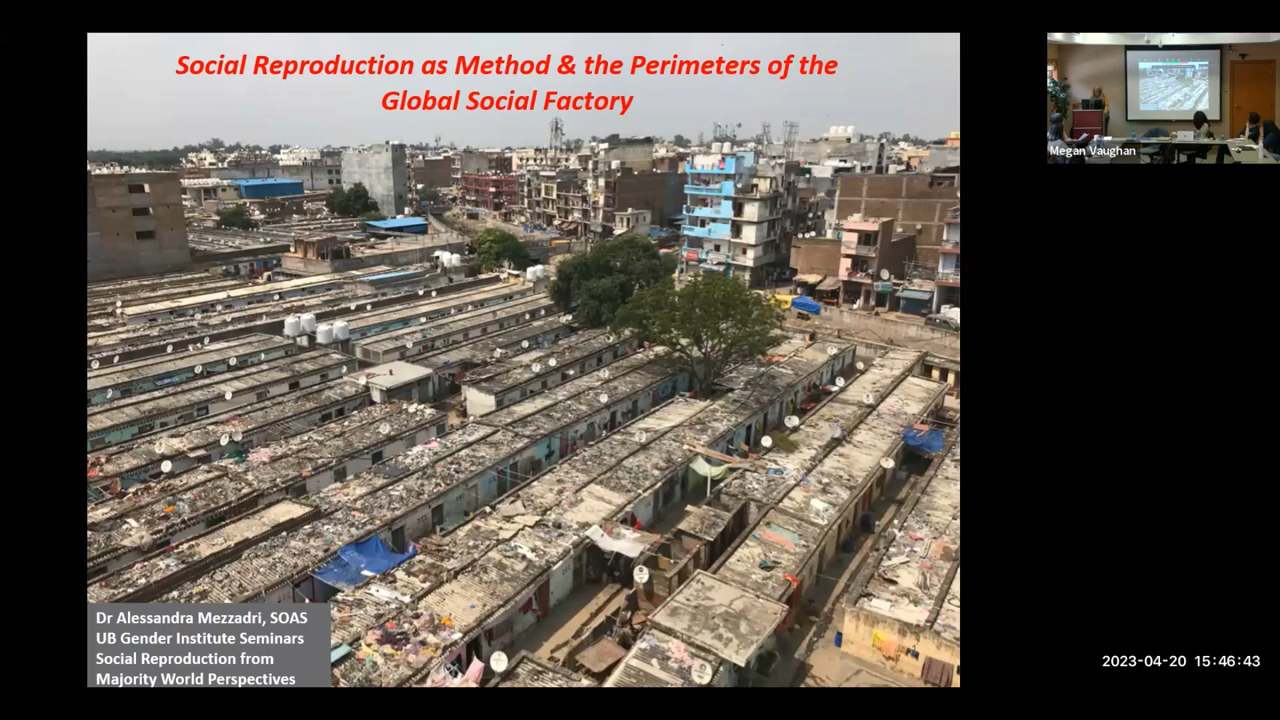 Social Reproduction as Method & the Perimeters of the
Global Social Factory
Megan Vaughan
Dr Alessandra Mezzadri, SOAS
UB Gender Institute Seminars
Social Reproduction from
Majority World Perspectives
2023-04-20 15:46:43